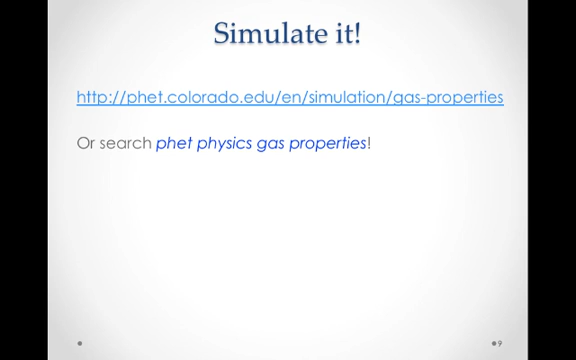 Simulate it!
http://phet.colorado.edu/en/simulation/gas-properties
Or search phet physics gas properties!
9